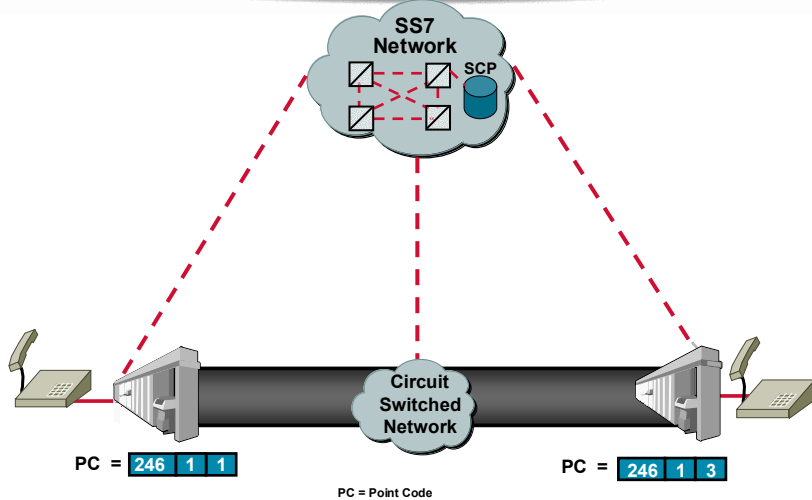 SS7
Network
SCP
Circuit
Switched
Network
PC = 246 1 1
PC = 246 1 3
PC = Point Code